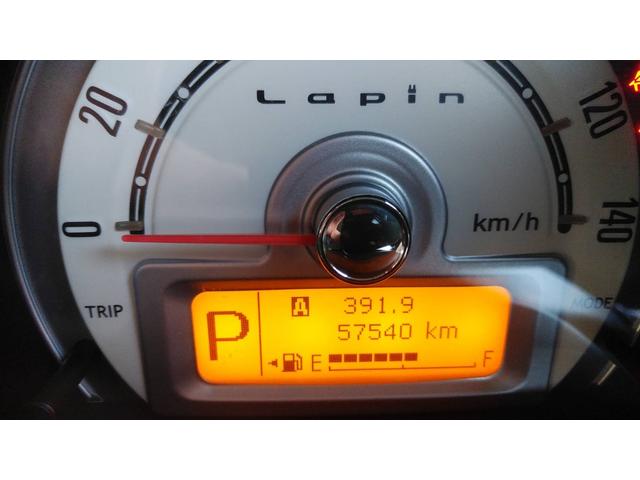 Lapin
20
120
0
km/h
140
TRIP
MODE
P
A 391.9
57540 km
E F